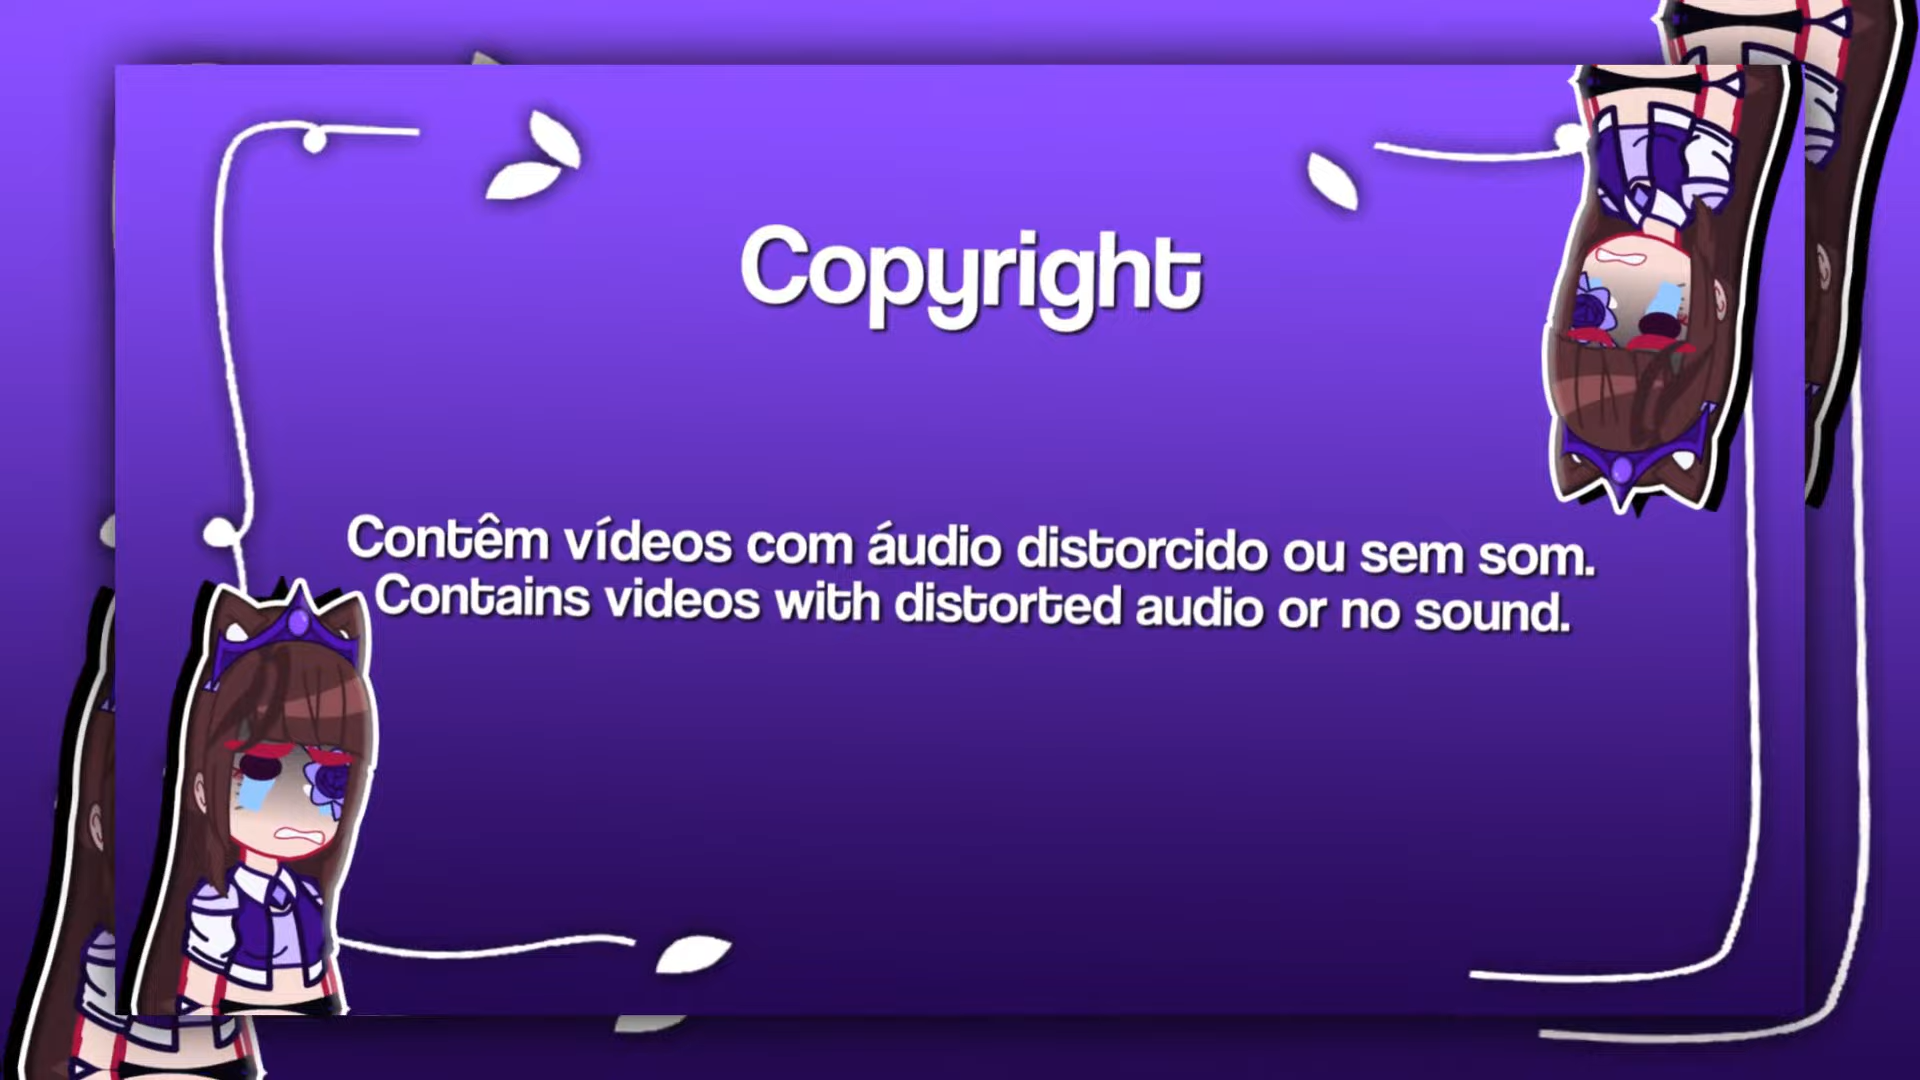 Copyright
Contêm vídeos com áudio distorcido ou sem som.
Contains videos with distorted audio or no sound.